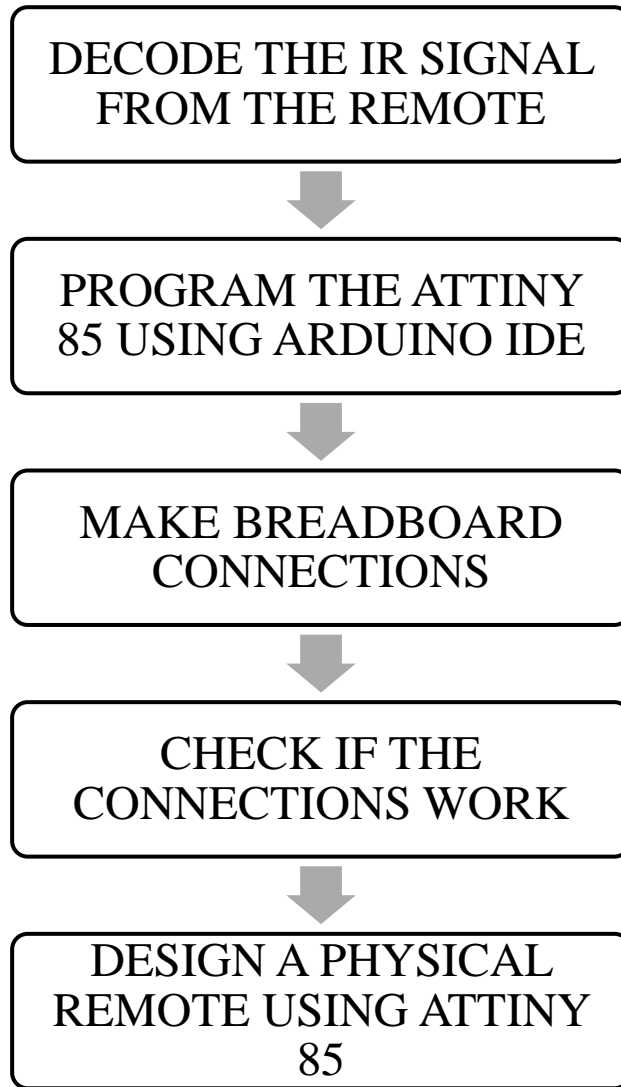 DECODE THE IR SIGNAL
FROM THE REMOTE
PROGRAM THE ATTINY
85 USING ARDUINO IDE
MAKE BREADBOARD
CONNECTIONS
CHECK IF THE
CONNECTIONS WORK
DESIGN A PHYSICAL
REMOTE USING ATTINY
85